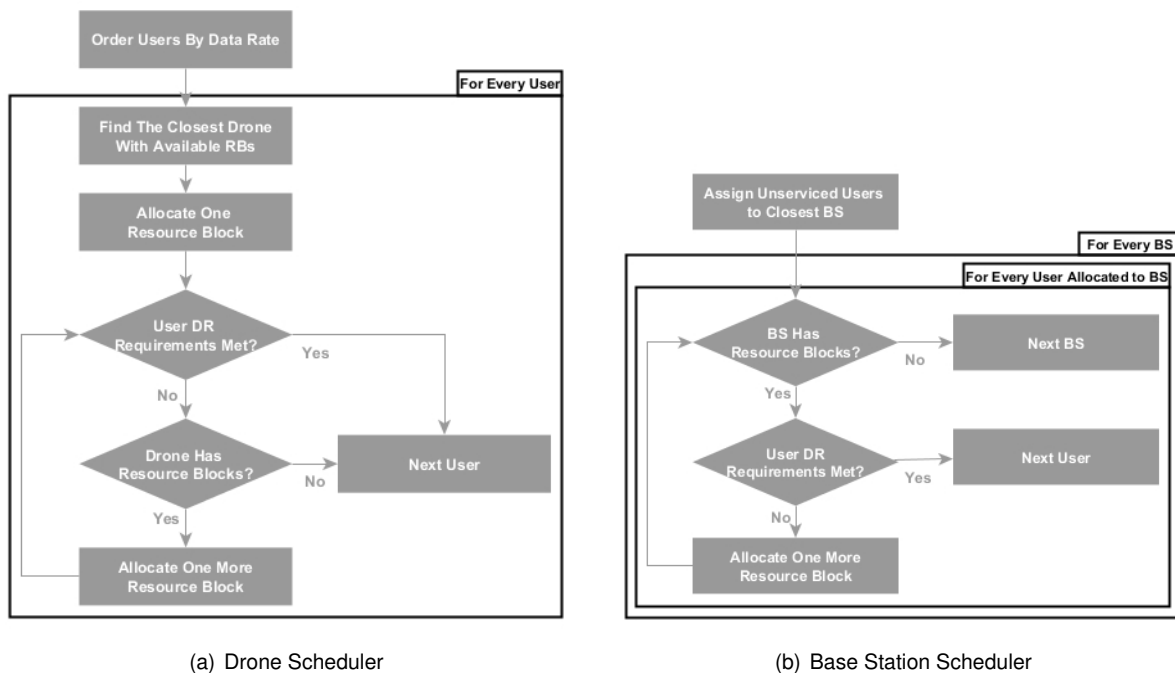 Order Users By Data Rate
For Every User
Find The Closest Drone
With Available RBs
Allocate One
Resource Block
User DR
Requirements Met?
Yes
No
Drone Has
Resource Blocks?
No
Next User
Yes
Allocate One More
Resource Block
(a) Drone Scheduler
Assign Unserviced Users
to Closest BS
For Every BS
For Every User Allocated to BS
BS Has
Resource Blocks?
No
Next BS
Yes
User DR
Requirements Met?
Yes
Next User
No
Allocate One More
Resource Block
(b) Base Station Scheduler